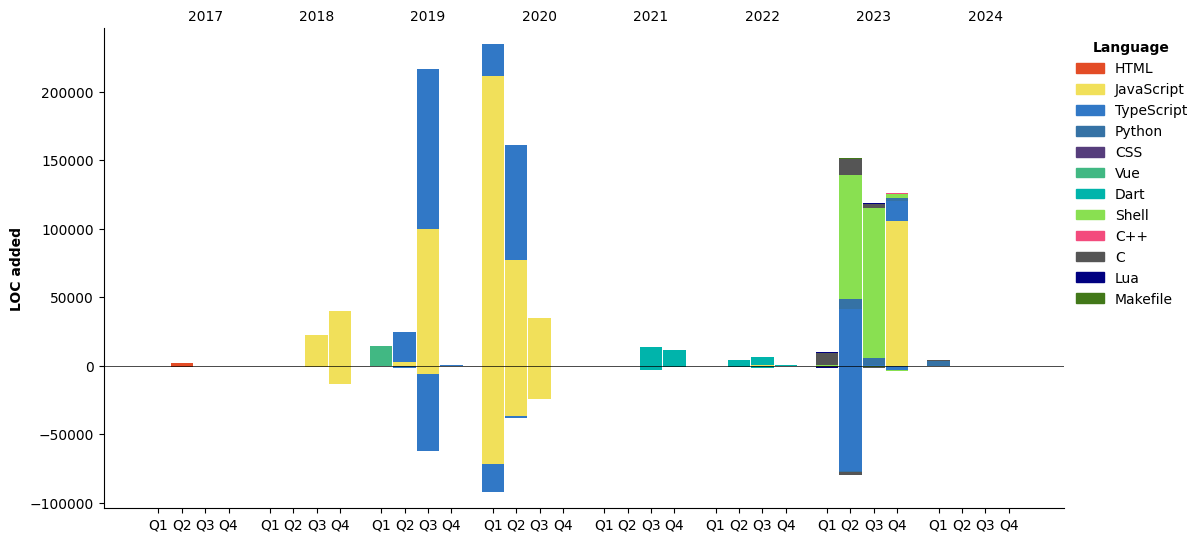 2017 2018 2019 2020 2021 2022 2023 2024
Language
HTML
JavaScript
TypeScript
Python
CSS
Vue
Dart
Shell
C++
C
Lua
Makefile
LOC added
200000
150000
100000
50000
0
−50000
−100000
Q1 Q2 Q3 Q4 Q1 Q2 Q3 Q4 Q1 Q2 Q3 Q4 Q1 Q2 Q3 Q4 Q1 Q2 Q3 Q4 Q1 Q2 Q3 Q4 Q1 Q2 Q3 Q4 Q1 Q2 Q3 Q4